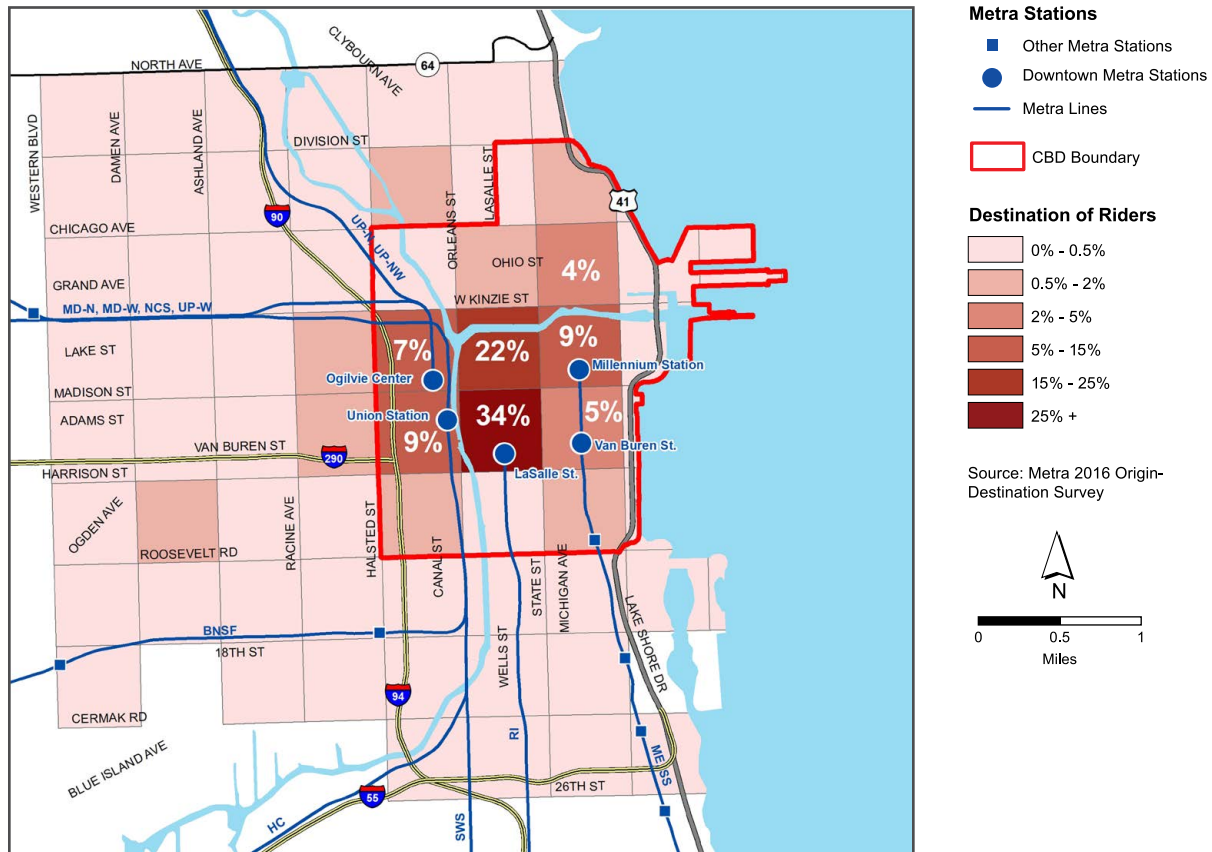 NORTH AVE
CLYBOURN AVE
64
WESTERN BLVD
DAMEN AVE
ASHLAND AVE
DIVISION ST
LASALLE ST
ORLEANS ST
41
90
CHICAGO AVE
UP-N, UP-NW
OHIO ST
4%
GRAND AVE
W KINZIE ST
MD-N, MD-W, NCS, UP-W
LAKE ST
7%
22%
9%
Millennium Station
Ogilvie Center
MADISON ST
ADAMS ST
Union Station
34%
5%
VAN BUREN ST
9%
Van Buren St.
290
HARRISON ST
LaSalle St.
OGDEN AVE
RACINE AVE
HALSTED ST
CANAL ST
STATE ST
MICHIGAN AVE
ROOSEVELT RD
LAKE SHORE DR
BNSF
18TH ST
WELLS ST
94
CERMAK RD
BLUE ISLAND AVE
RI
ME, SS
26TH ST
55
HC
SWS
Metra Stations
Other Metra Stations
Downtown Metra Stations
Metra Lines
CBD Boundary
Destination of Riders
0% - 0.5%
0.5% - 2%
2% - 5%
5% - 15%
15% - 25%
25% +
Source: Metra 2016 Origin-
Destination Survey
N
0 0.5 1
Miles